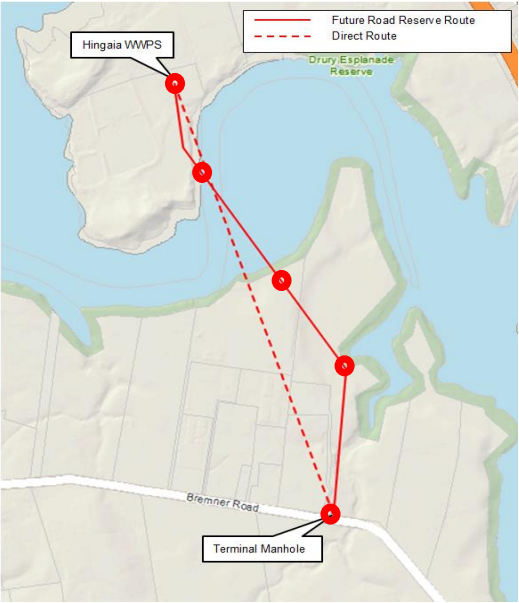 Future Road Reserve Route
Direct Route
Hingaia WWPS
Drury Esplanade
Reserve
Bremner Road
Terminal Manhole